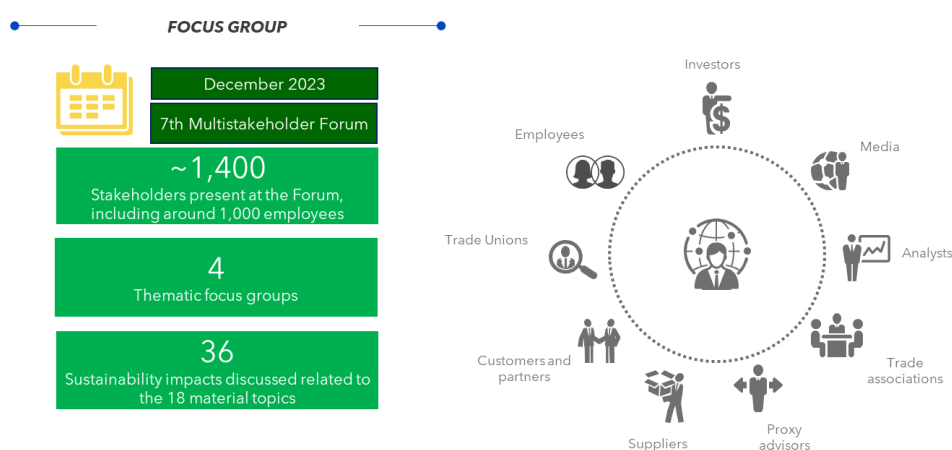 FOCUS GROUP
December 2023
7th Multistakeholder Forum
~1,400
Stakeholders present at the Forum,
including around 1,000 employees
4
Thematic focus groups
36
Sustainability impacts discussed related to
the 18 material topics
Investors
Employees
Media
Trade Unions
Analysts
Customers and
partners
Trade
associations
Suppliers
Proxy
advisors